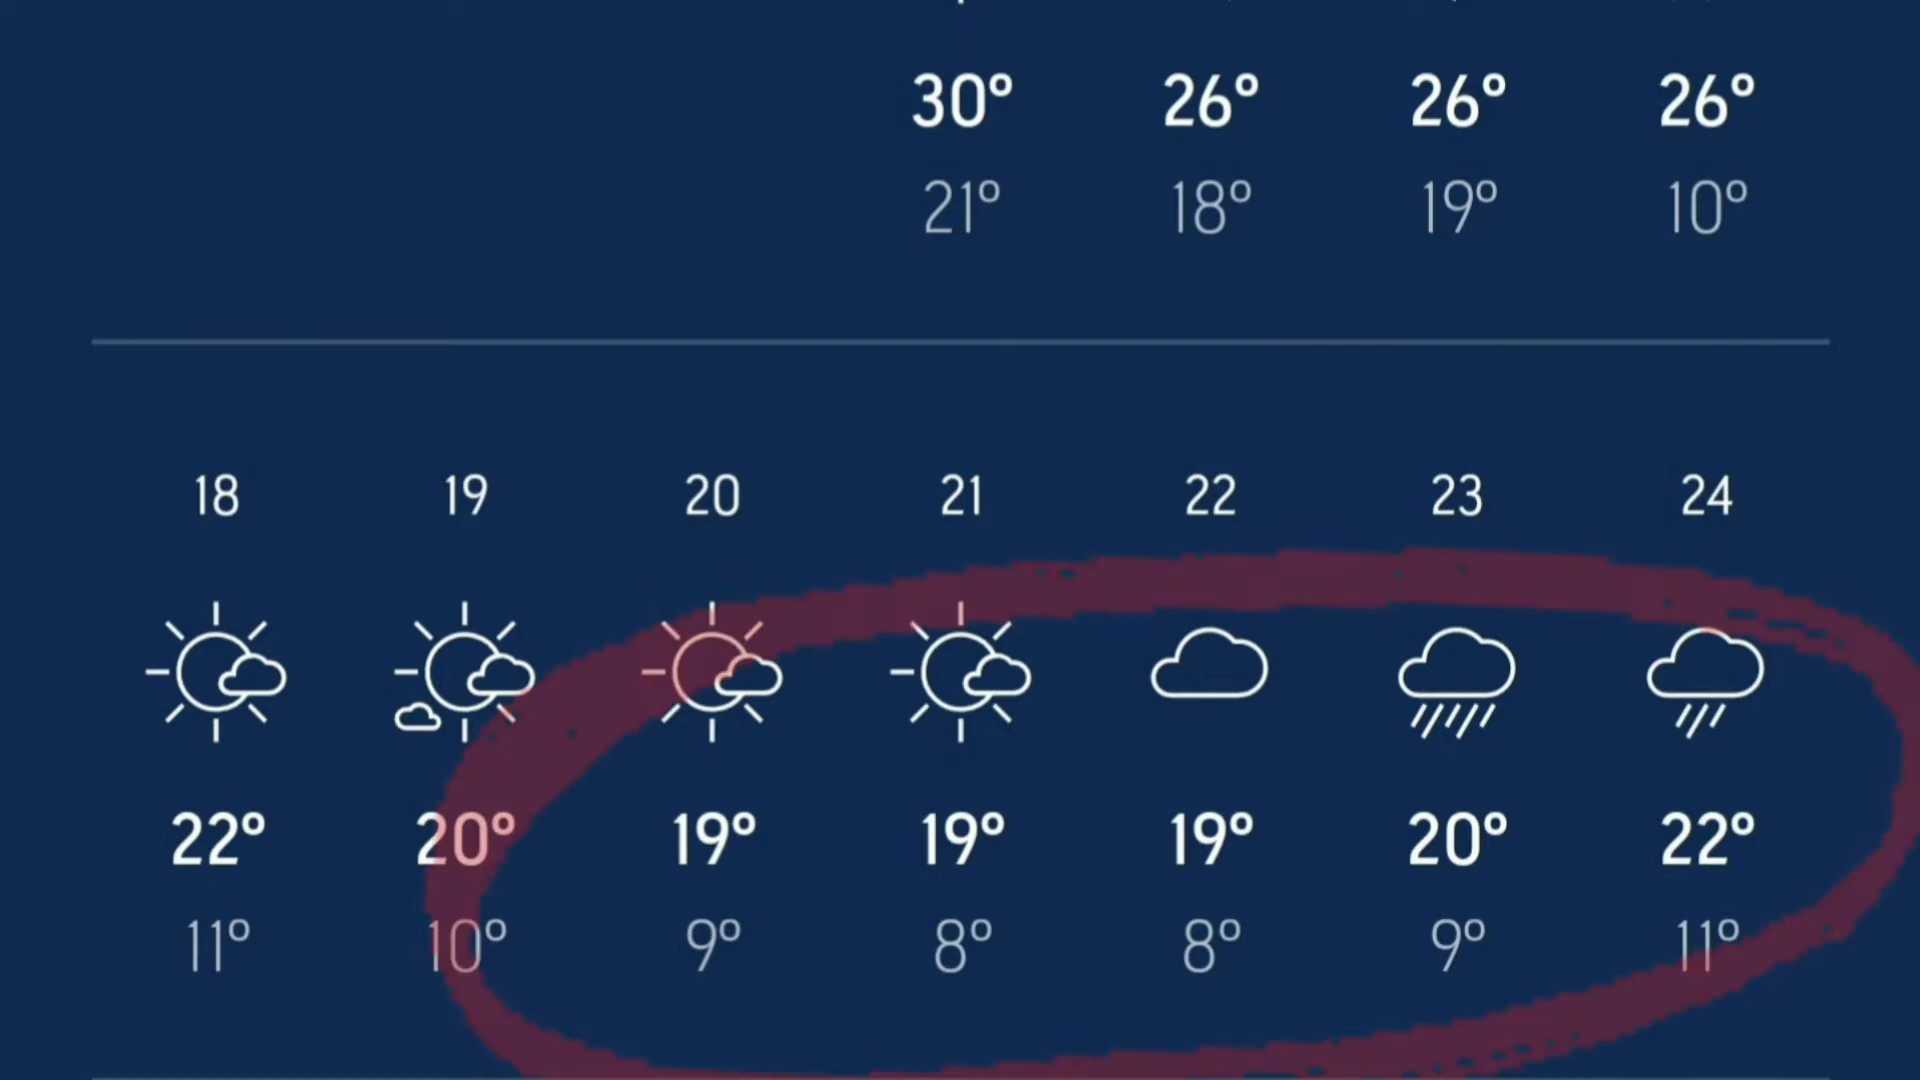 30° 26° 26° 26°
21° 18° 19° 10°
18 19 20 21 22 23 24
22° 20° 19° 19° 19° 20° 22°
11° 10° 9° 8° 8° 9° 11°